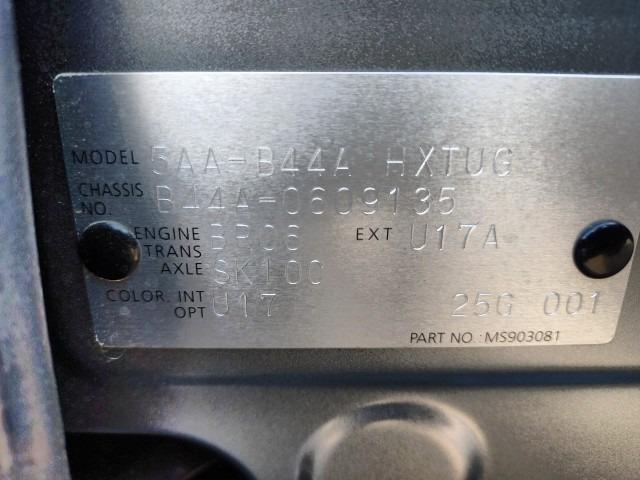 MODEL 5AA-B44A HXTUG
CHASSIS NO. B44A-0609135
ENGINE BR06 EXT U17A
TRANS AXLE SK100
COLOR. INT OPT U17 25G 001
PART NO : MS903081